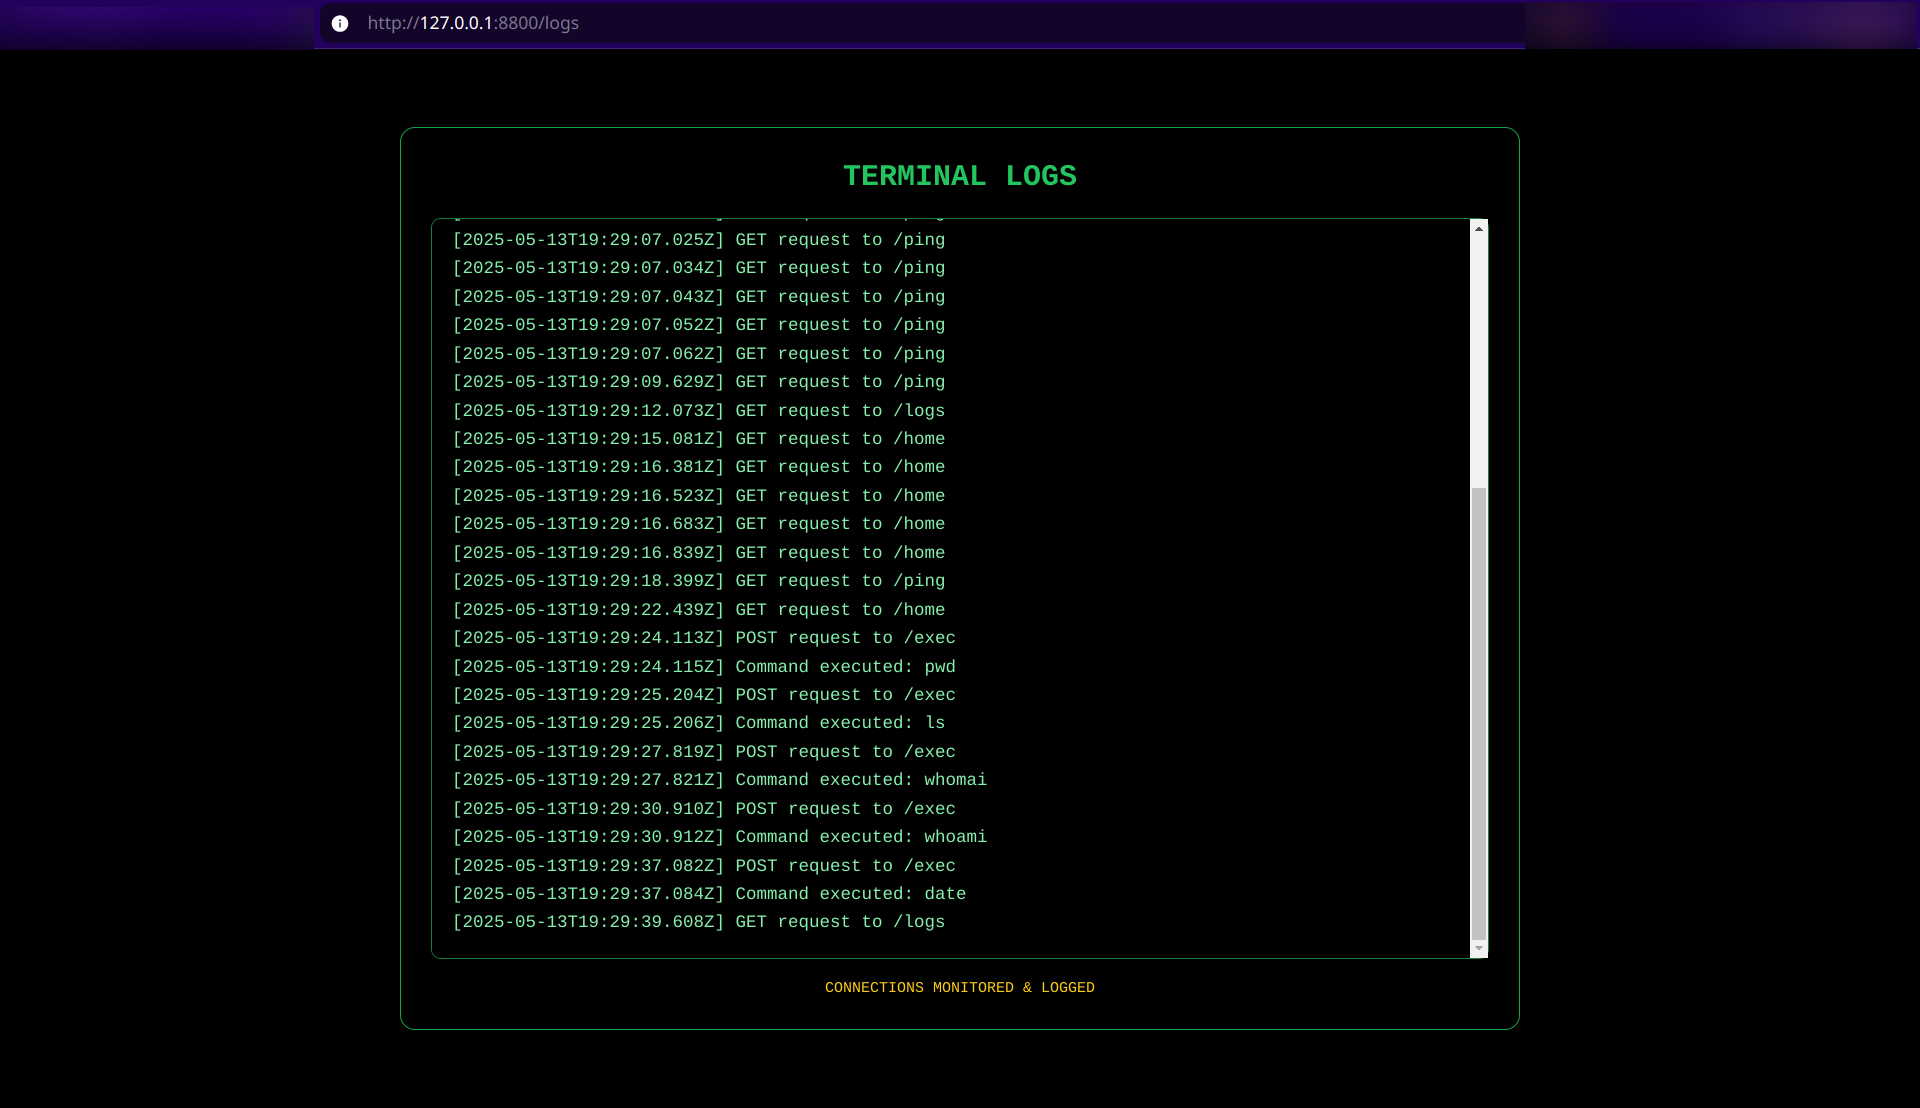 http://127.0.0.1:8800/logs
TERMINAL LOGS
[2025-05-13T19:29:07.025Z] GET request to /ping
[2025-05-13T19:29:07.034Z] GET request to /ping
[2025-05-13T19:29:07.043Z] GET request to /ping
[2025-05-13T19:29:07.052Z] GET request to /ping
[2025-05-13T19:29:07.062Z] GET request to /ping
[2025-05-13T19:29:09.629Z] GET request to /ping
[2025-05-13T19:29:12.073Z] GET request to /logs
[2025-05-13T19:29:15.081Z] GET request to /home
[2025-05-13T19:29:16.381Z] GET request to /home
[2025-05-13T19:29:16.523Z] GET request to /home
[2025-05-13T19:29:16.683Z] GET request to /home
[2025-05-13T19:29:16.839Z] GET request to /home
[2025-05-13T19:29:18.399Z] GET request to /ping
[2025-05-13T19:29:22.439Z] GET request to /home
[2025-05-13T19:29:24.113Z] POST request to /exec
[2025-05-13T19:29:24.115Z] Command executed: pwd
[2025-05-13T19:29:25.204Z] POST request to /exec
[2025-05-13T19:29:25.206Z] Command executed: ls
[2025-05-13T19:29:27.819Z] POST request to /exec
[2025-05-13T19:29:27.821Z] Command executed: whomai
[2025-05-13T19:29:30.910Z] POST request to /exec
[2025-05-13T19:29:30.912Z] Command executed: whoami
[2025-05-13T19:29:37.082Z] POST request to /exec
[2025-05-13T19:29:37.084Z] Command executed: date
[2025-05-13T19:29:39.608Z] GET request to /logs
CONNECTIONS MONITORED & LOGGED